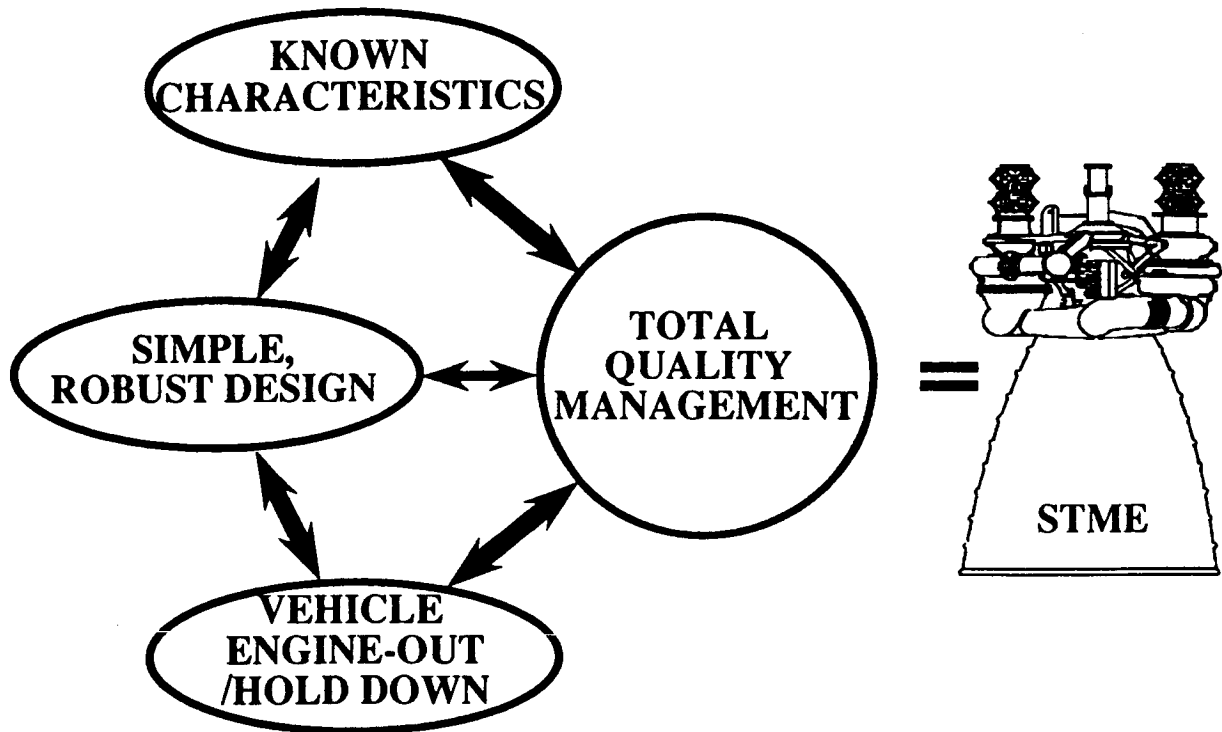 KNOWN
CHARACTERISTICS
SIMPLE,
ROBUST DESIGN
TOTAL
QUALITY
MANAGEMENT
=
STME
VEHICLE
ENGINE-OUT
/HOLD DOWN